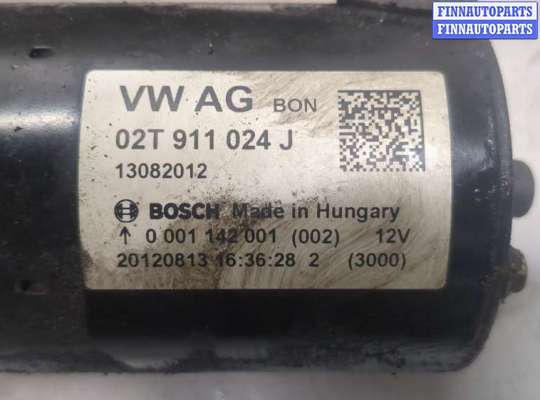 FINNAUTOPARTS
FINNAUTOPARTS
VW AG BON
02T 911 024 J
13082012
BOSCH Made in Hungary
↑ 0 001 142 001 (002) 12V
20120813 16:36:28 2 (3000)